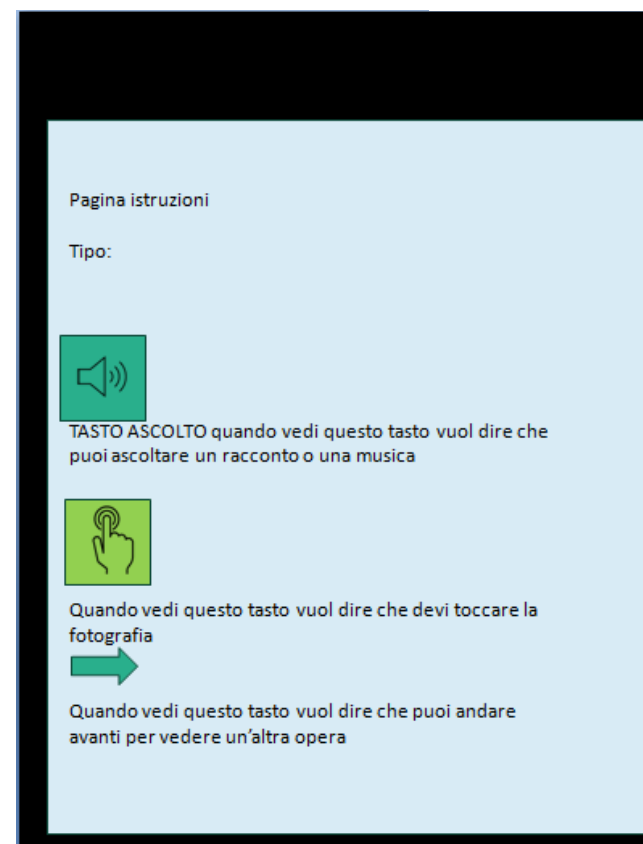 Pagina istruzioni
Tipo:
TASTO ASCOLTO quando vedi questo tasto vuol dire che
puoi ascoltare un racconto o una musica
Quando vedi questo tasto vuol dire che devi toccare la
fotografia
Quando vedi questo tasto vuol dire che puoi andare
avanti per vedere un’altra opera